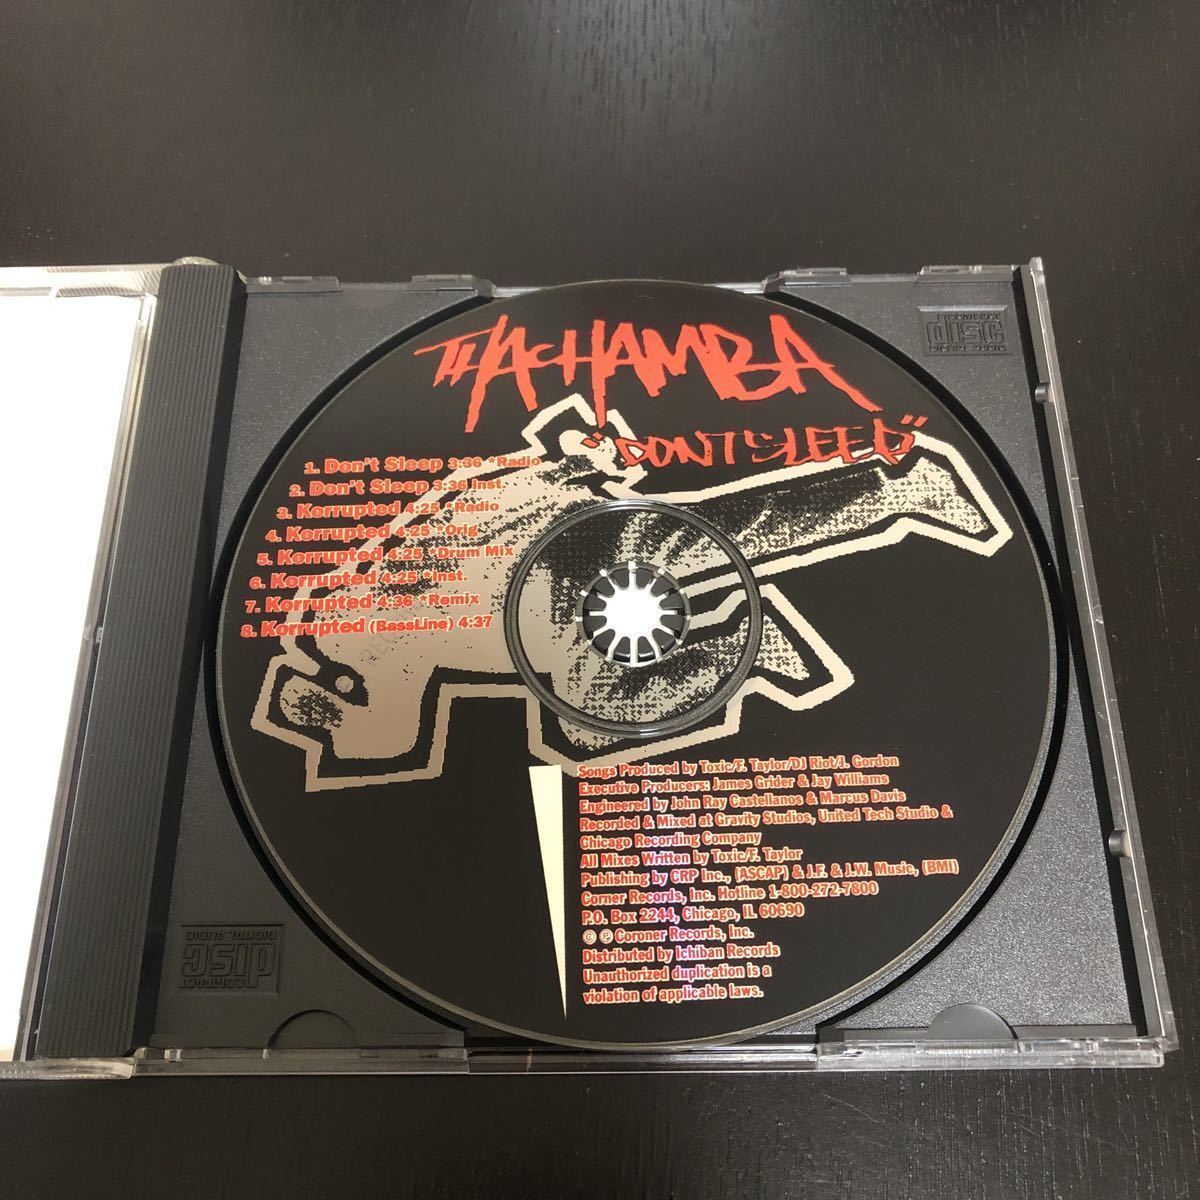 THA CHAMBA
"DON'T SLEEP"
1. Don't Sleep 3:36 *Radio
2. Don't Sleep 3:36 Inst.
3. Korrupted 4:25 *Radio
4. Korrupted 4:25 *Orig
5. Korrupted 4:25 *Drum Mix
6. Korrupted 4:25 *Inst.
7. Korrupted 4:36 *Remix
8. Korrupted (BassLine) 4:37
Songs Produced by Toxic/F. Taylor/DJ Riot/J. Gordon
Executive Producers: James Grider & Jay Williams
Engineered by John Ray Castellanos & Marcus Davis
Recorded & Mixed at Gravity Studios, United Tech Studio &
Chicago Recording Company
All Mixes Written by Toxic/F. Taylor
Publishing by CRP Inc., (ASCAP) & J.F. & J.W. Music, (BMI)
Corner Records, Inc. Hotline 1-800-272-7800
P.O. Box 2244, Chicago, IL 60690
© ℗ Coroner Records, Inc.
Distributed by Ichiban Records
Unauthorized duplication is a
violation of applicable laws.
COMPACT
disc
DIGITAL AUDIO
COMPACT
disc
DIGITAL AUDIO